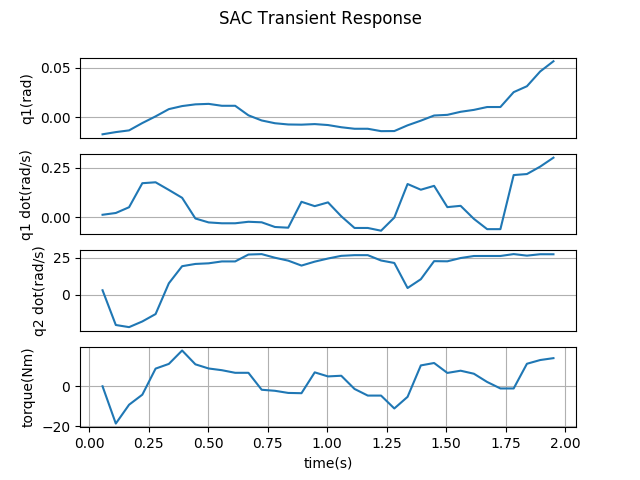 SAC Transient Response
q1(rad)
0.05
0.00
q1 dot(rad/s)
0.25
0.00
q2 dot(rad/s)
25
0
torque(Nm)
0
−20
0.00 0.25 0.50 0.75 1.00 1.25 1.50 1.75 2.00
time(s)